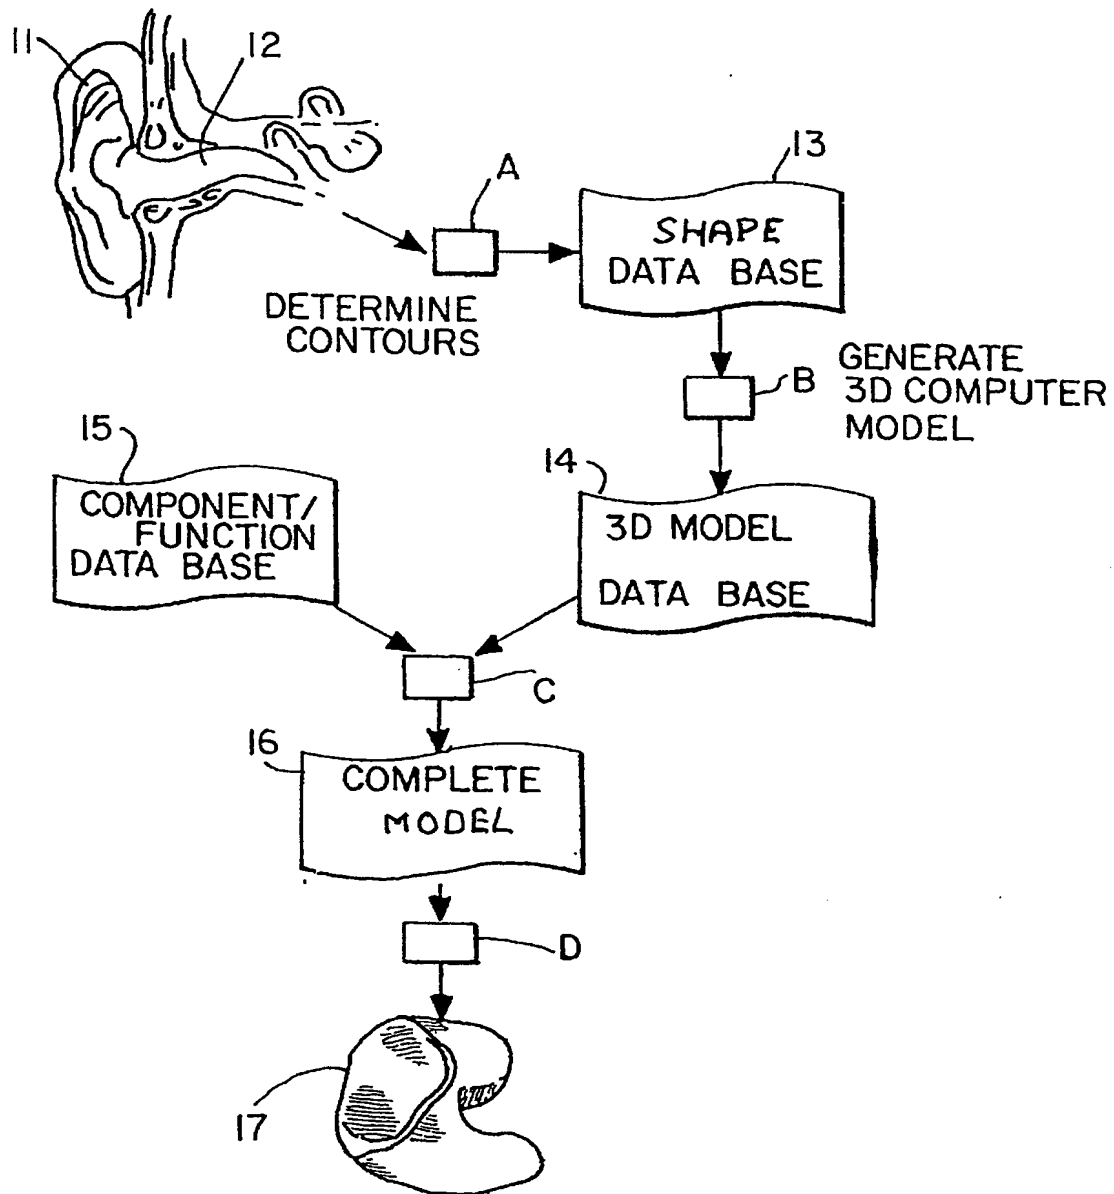 11
12
A
13
SHAPE
DATA BASE
DETERMINE
CONTOURS
B
GENERATE
3D COMPUTER
MODEL
15
COMPONENT/
FUNCTION
DATA BASE
14
3D MODEL
DATA BASE
C
16
COMPLETE
MODEL
D
17